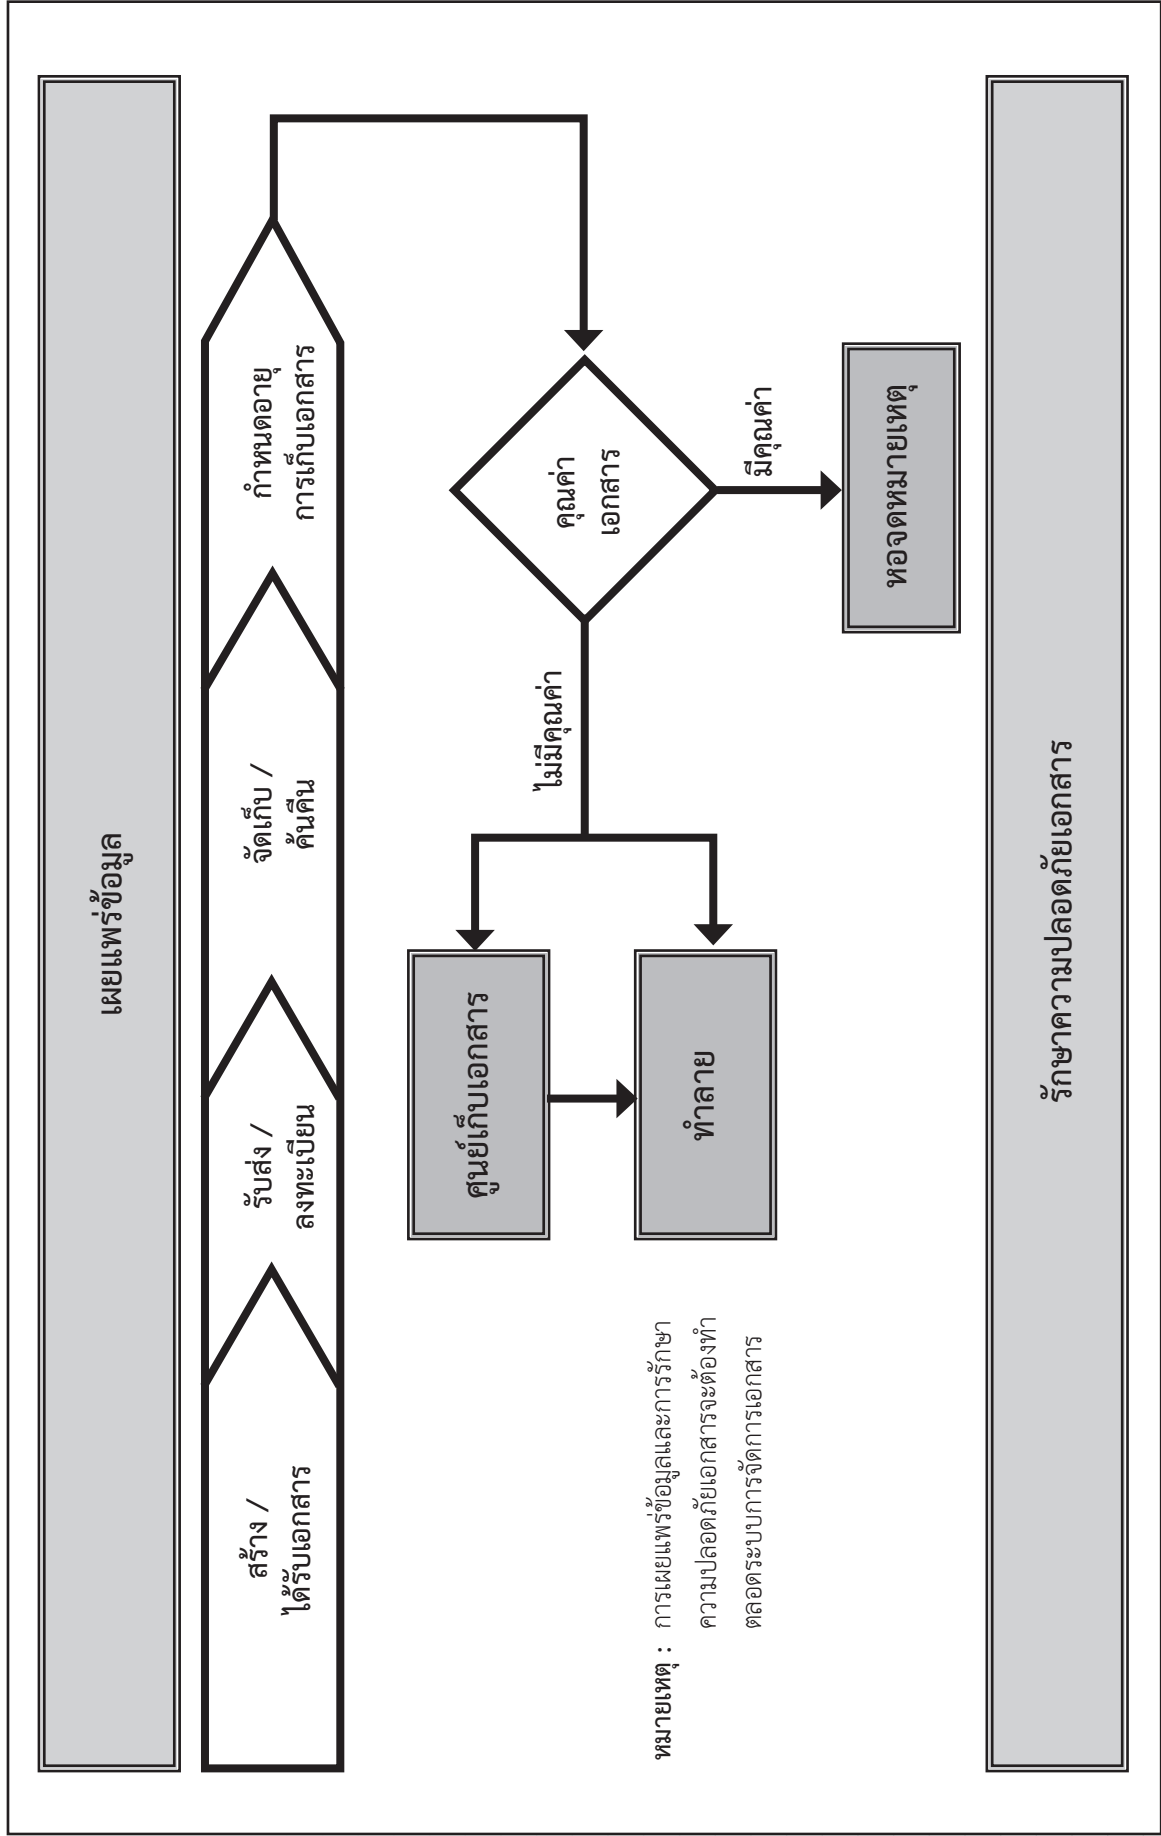 เผยแพร่ข้อมูล
สร้าง /
ได้รับเอกสาร
รับส่ง /
ลงทะเบียน
จัดเก็บ /
ค้นคืน
กำหนดอายุ
การเก็บเอกสาร
คุณค่า
เอกสาร
ไม่มีคุณค่า
มีคุณค่า
ศูนย์เก็บเอกสาร
ทำลาย
หอจดหมายเหตุ
หมายเหตุ : การเผยแพร่ข้อมูลและการรักษา
ความปลอดภัยเอกสารจะต้องทำ
ตลอดระบบการจัดการเอกสาร
รักษาความปลอดภัยเอกสาร